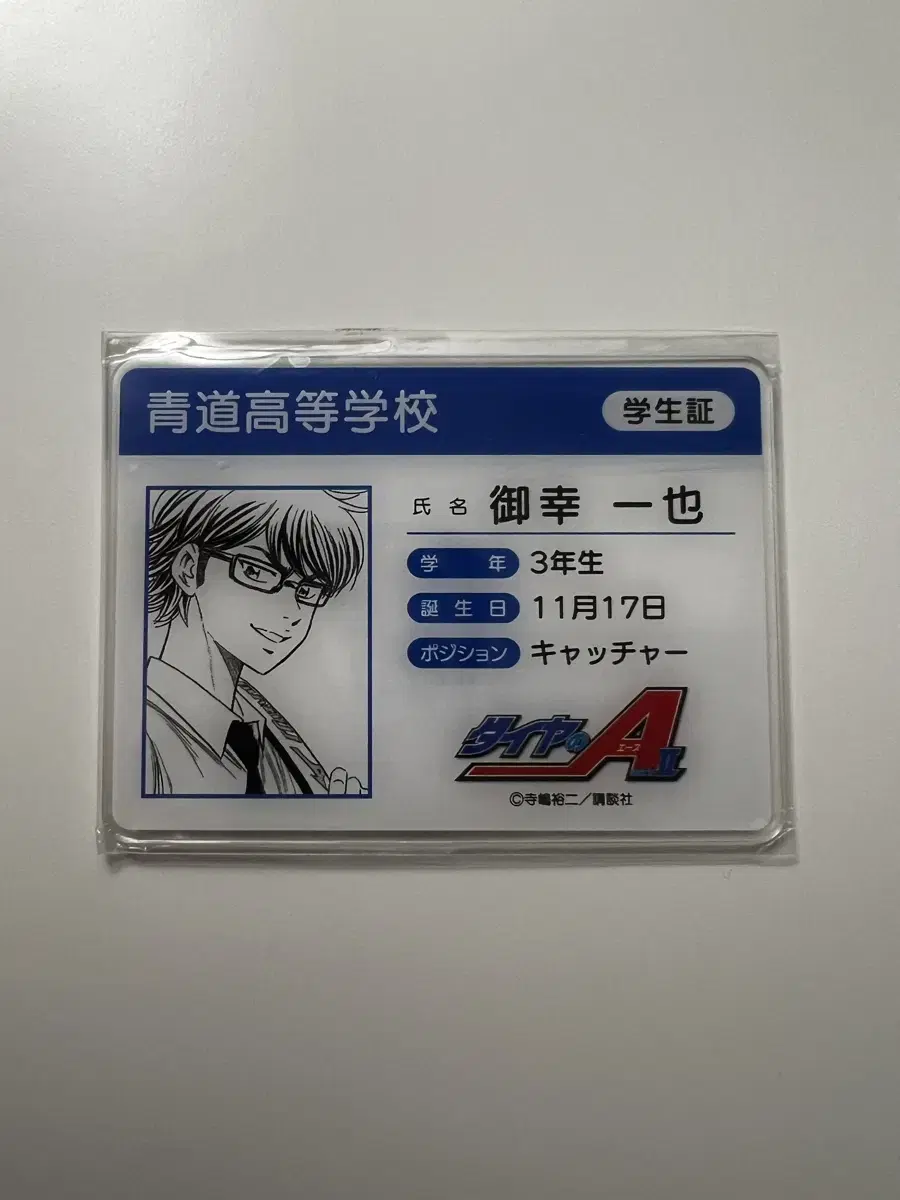 青道高等学校
学生証
氏名 御幸 一也
学年 3年生
誕生日 11月17日
ポジション キャッチャー
ダイヤのA
エース
II
©寺嶋裕二/講談社